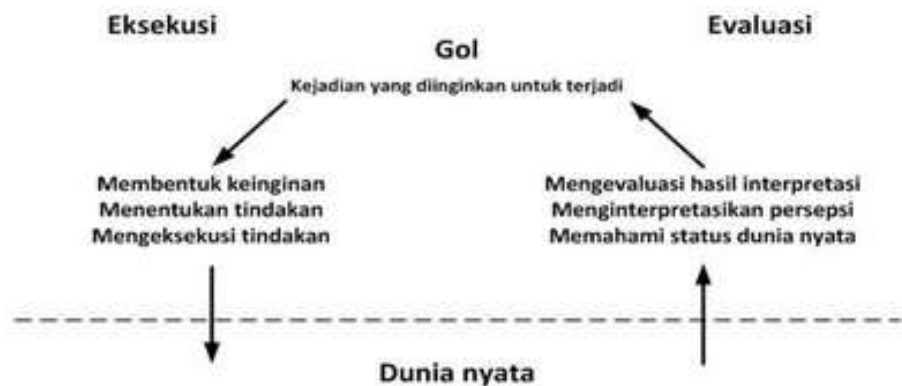 Eksekusi
Evaluasi
Gol
Kejadian yang diinginkan untuk terjadi
Membentuk keinginan
Menentukan tindakan
Mengeksekusi tindakan
Mengevaluasi hasil interpretasi
Menginterpretasikan persepsi
Memahami status dunia nyata
Dunia nyata